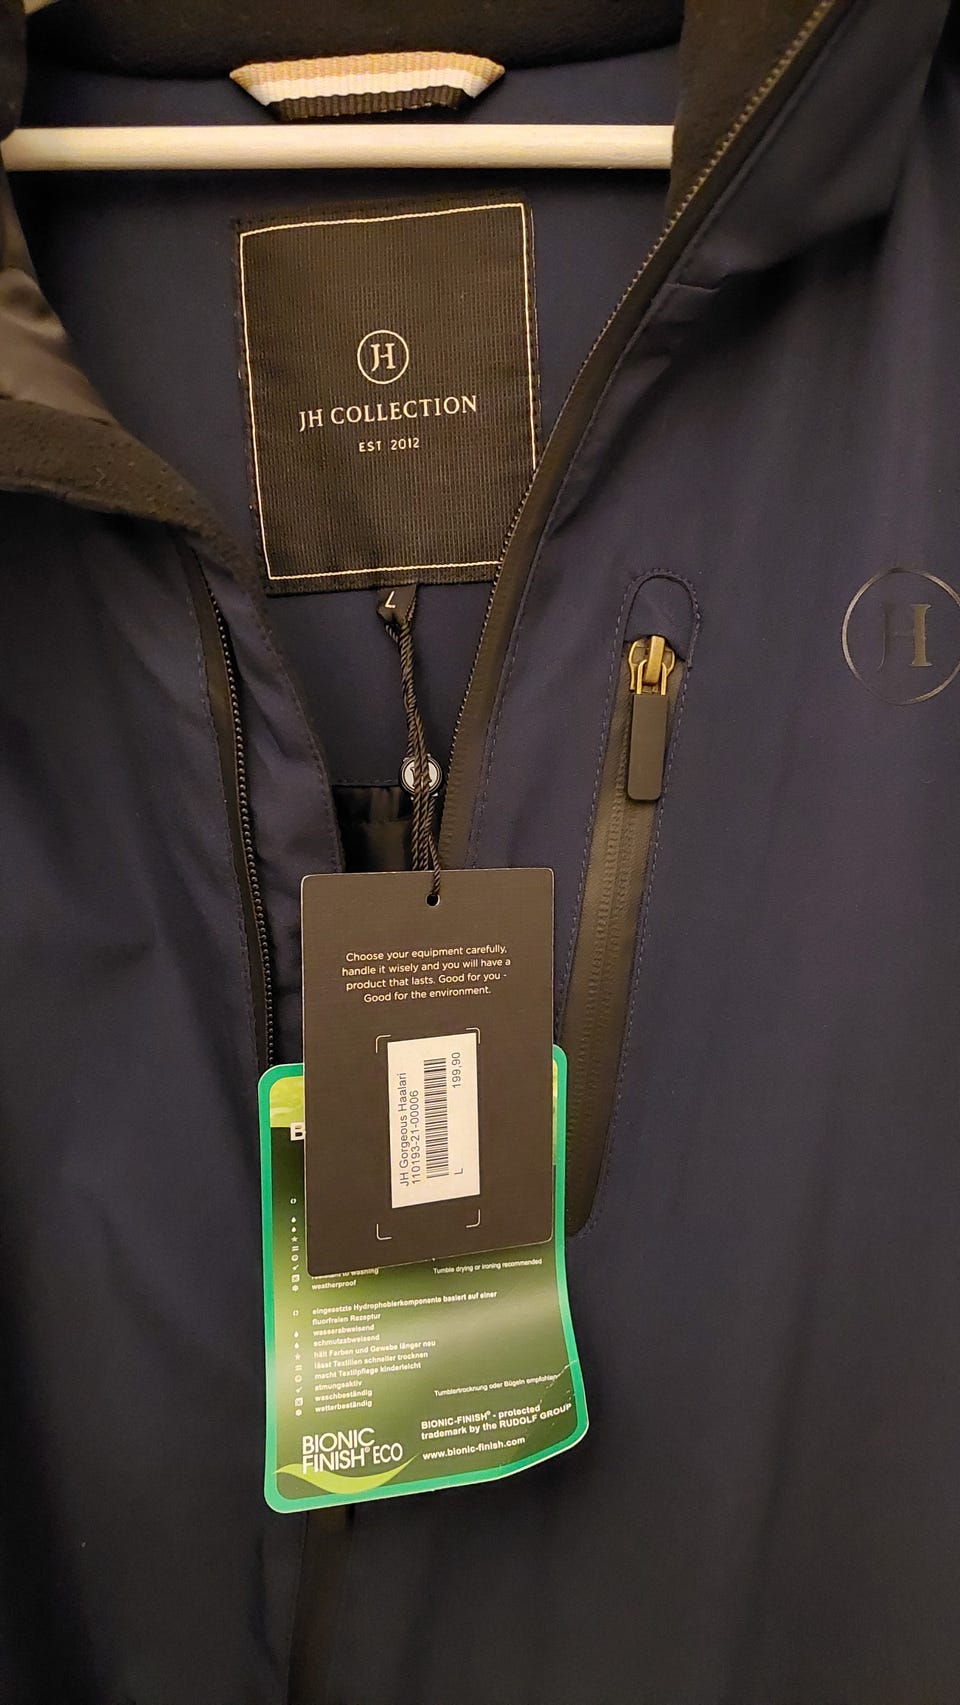 JH
JH COLLECTION
EST 2012
L
JH
Choose your equipment carefully,
handle it wisely and you will have a
product that lasts. Good for you -
Good for the environment.
JH Gorgeous Haalari
110193-21-00006
L 199,90
B
resistant to washing
Tumble drying or ironing recommended
weatherproof
eingesetzte Hydrophobierkomponente basiert auf einer
fluorfreien Rezeptur
wasserabweisend
schmutzabweisend
hält Farben und Gewebe länger neu
lässt Textilien schneller trocknen
macht Textilpflege kinderleicht
atmungsaktiv
waschbeständig
Tumblertrocknung oder Bügeln empfohlen
wetterbeständig
BIONIC
FINISH® ECO
BIONIC-FINISH® - protected
trademark by the RUDOLF GROUP
www.bionic-finish.com